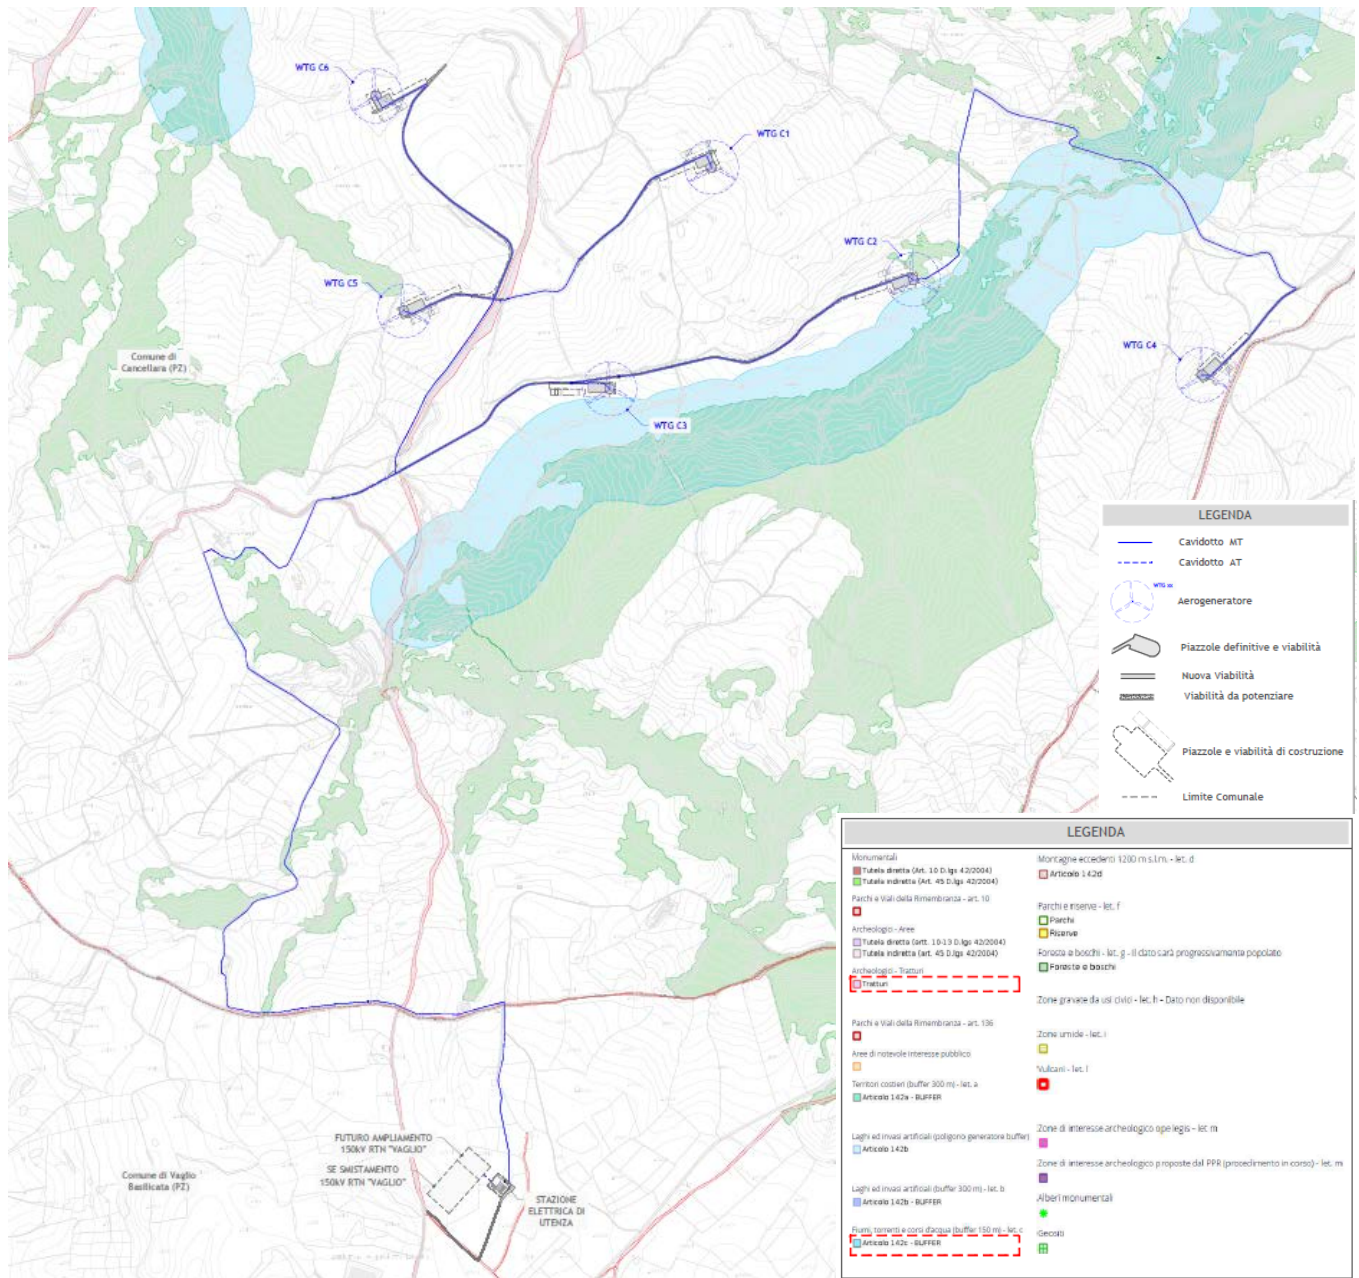 WTG C6
WTG C1
WTG C2
WTG C5
WTG C4
Comune di
Cancellara (PZ)
WTG C3
LEGENDA
Cavidotto MT
Cavidotto AT
WTG xx
Aerogeneratore
Piazzole definitive e viabilità
Nuova Viabilità
Viabilità da potenziare
Piazzole e viabilità di costruzione
Limite Comunale
FUTURO AMPLIAMENTO
150kV RTN "VAGLIO"
SE SMISTAMENTO
150kV RTN "VAGLIO"
STAZIONE
ELETTRICA DI
UTENZA
Comune di Vaglio
Basilicata (PZ)
LEGENDA
Monumentali
Tutela diretta (Art. 10 D.lgs 42/2004)
Tutela indiretta (Art. 45 D.lgs 42/2004)
Parchi e Viali della Rimembranza - art. 10
Archeologici - Aree
Tutela diretta (artt. 10-13 D.lgs 42/2004)
Tutela indiretta (art. 45 D.lgs 42/2004)
Archeologici - Tratturi
Tratturi
Parchi e Viali della Rimembranza - art. 136
Aree di notevole interesse pubblico
Territori costieri (buffer 300 m) - let. a
Articolo 142a - BUFFER
Laghi ed invasi artificiali (poligono generatore buffer)
Articolo 142b
Laghi ed invasi artificiali (buffer 300 m) - let. b
Articolo 142b - BUFFER
Fiumi, torrenti e corsi d'acqua (buffer 150 m) - let. c
Articolo 142c - BUFFER
Montagne eccedenti 1200 m s.l.m. - let. d
Articolo 142d
Parchi e riserve - let. f
Parchi
Riserve
Foreste e boschi - let. g - Il dato sarà progressivamente popolato
Foreste e boschi
Zone gravate da usi civici - let. h - Dato non disponibile
Zone umide - let. i
Vulcani - let. l
Zone di interesse archeologico ope legis - let. m
Zone di interesse archeologico proposte dal PPR (procedimento in corso) - let. m
Alberi monumentali
Geositi